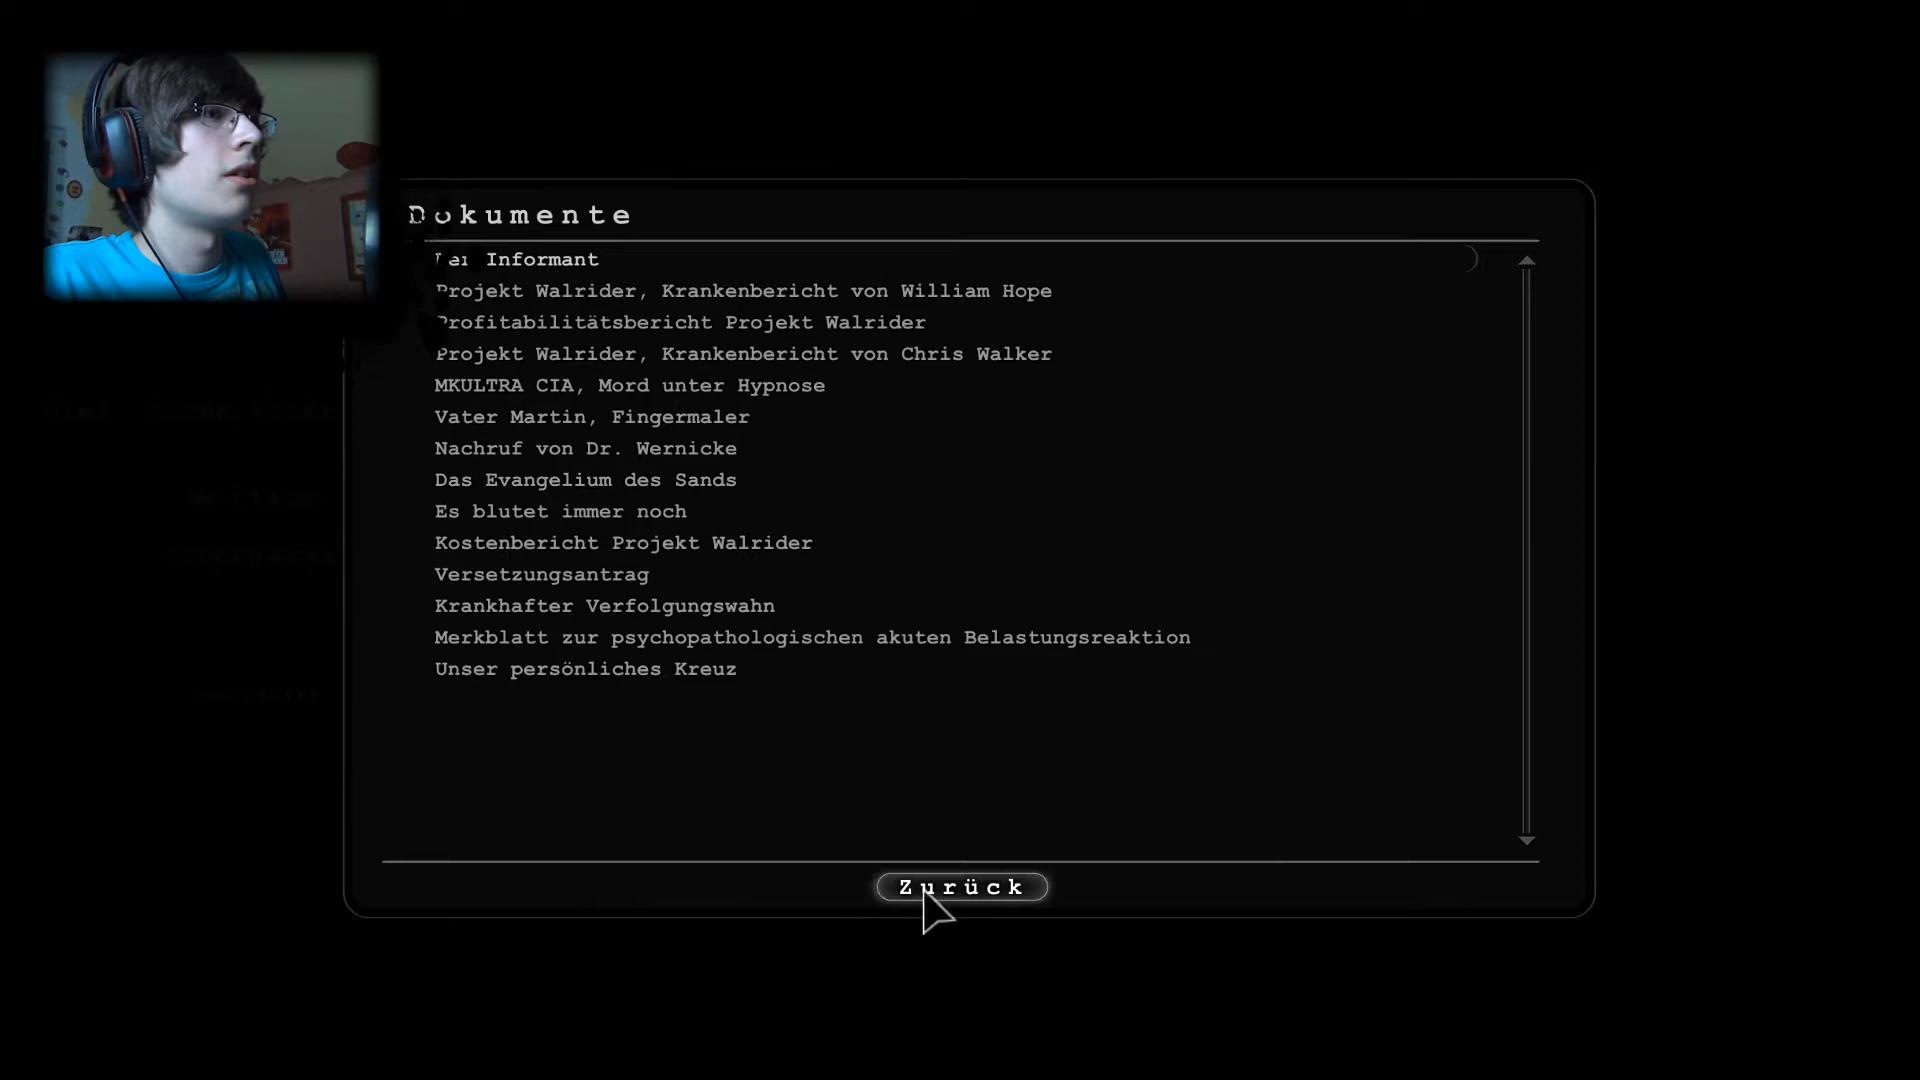 Dokumente
Der Informant
Projekt Walrider, Krankenbericht von William Hope
Profitabilitätsbericht Projekt Walrider
Projekt Walrider, Krankenbericht von Chris Walker
MKULTRA CIA, Mord unter Hypnose
Vater Martin, Fingermaler
Nachruf von Dr. Wernicke
Das Evangelium des Sands
Es blutet immer noch
Kostenbericht Projekt Walrider
Versetzungsantrag
Krankhafter Verfolgungswahn
Merkblatt zur psychopathologischen akuten Belastungsreaktion
Unser persönliches Kreuz
Zurück